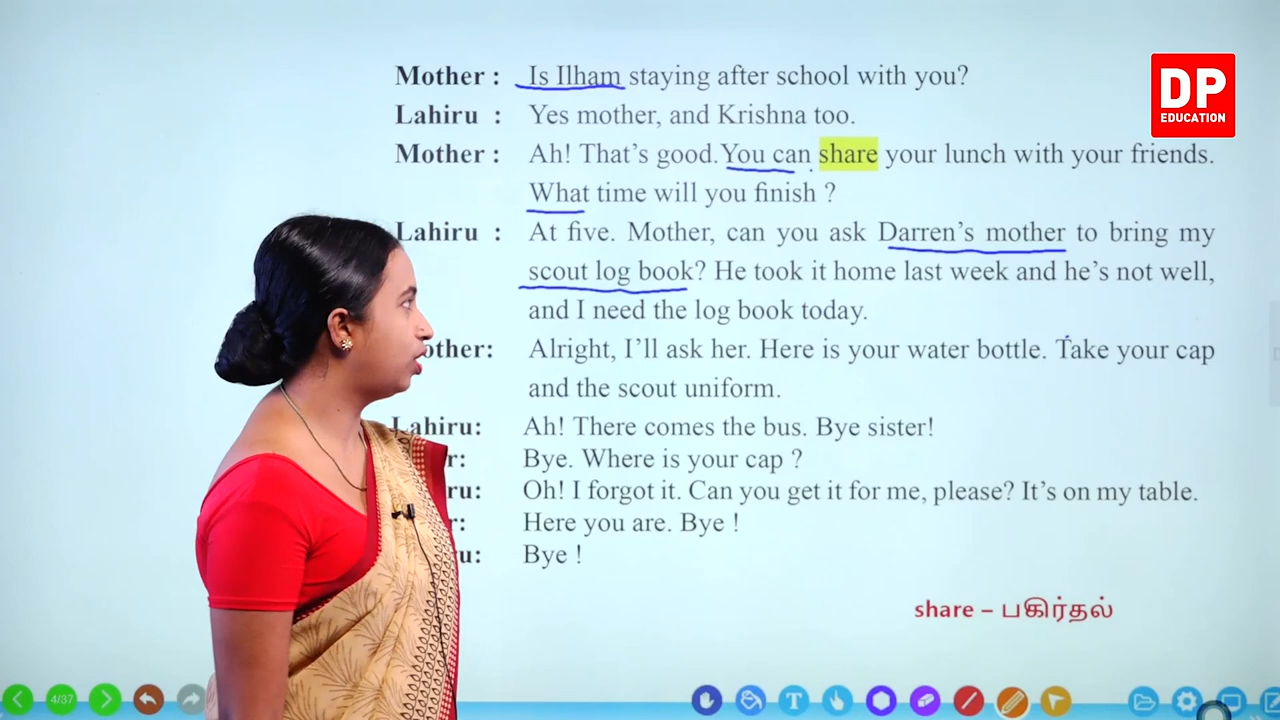 Mother : Is Ilham staying after school with you?
Lahiru : Yes mother, and Krishna too.
Mother : Ah! That's good. You can share your lunch with your friends.
What time will you finish ?
Lahiru : At five. Mother, can you ask Darren's mother to bring my
scout log book? He took it home last week and he's not well,
and I need the log book today.
other: Alright, I'll ask her. Here is your water bottle. Take your cap
and the scout uniform.
Lahiru: Ah! There comes the bus. Bye sister!
r: Bye. Where is your cap ?
ru: Oh! I forgot it. Can you get it for me, please? It's on my table.
r: Here you are. Bye !
u: Bye !
share – பகிர்தல்
DP
EDUCATION
4/37